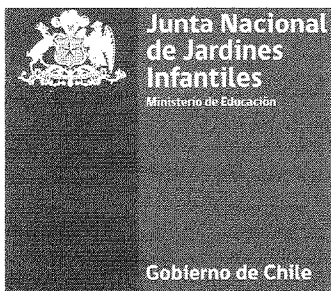 Junta Nacional
de Jardines
Infantiles
Ministerio de Educación
Gobierno de Chile